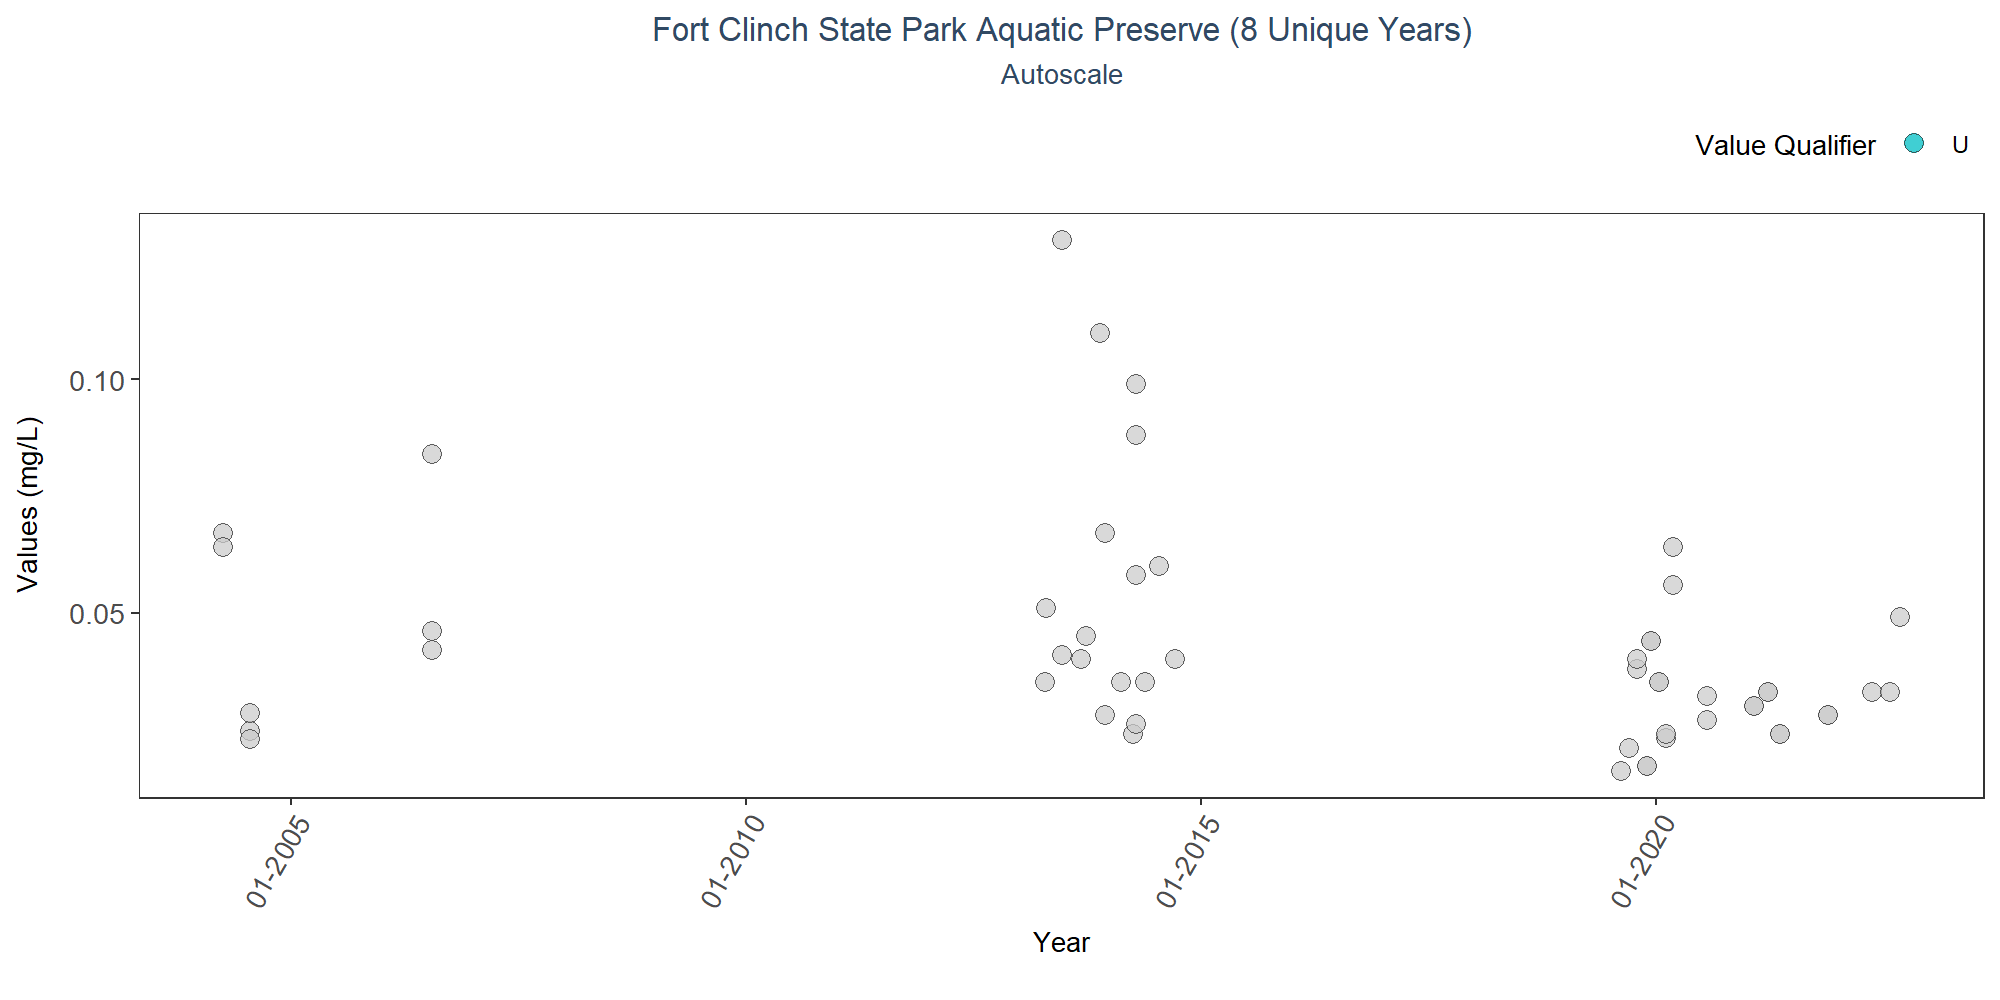 Fort Clinch State Park Aquatic Preserve (8 Unique Years)
Autoscale
Value Qualifier U
0.10
0.05
Values (mg/L)
01-2005
01-2010
01-2015
01-2020
Year